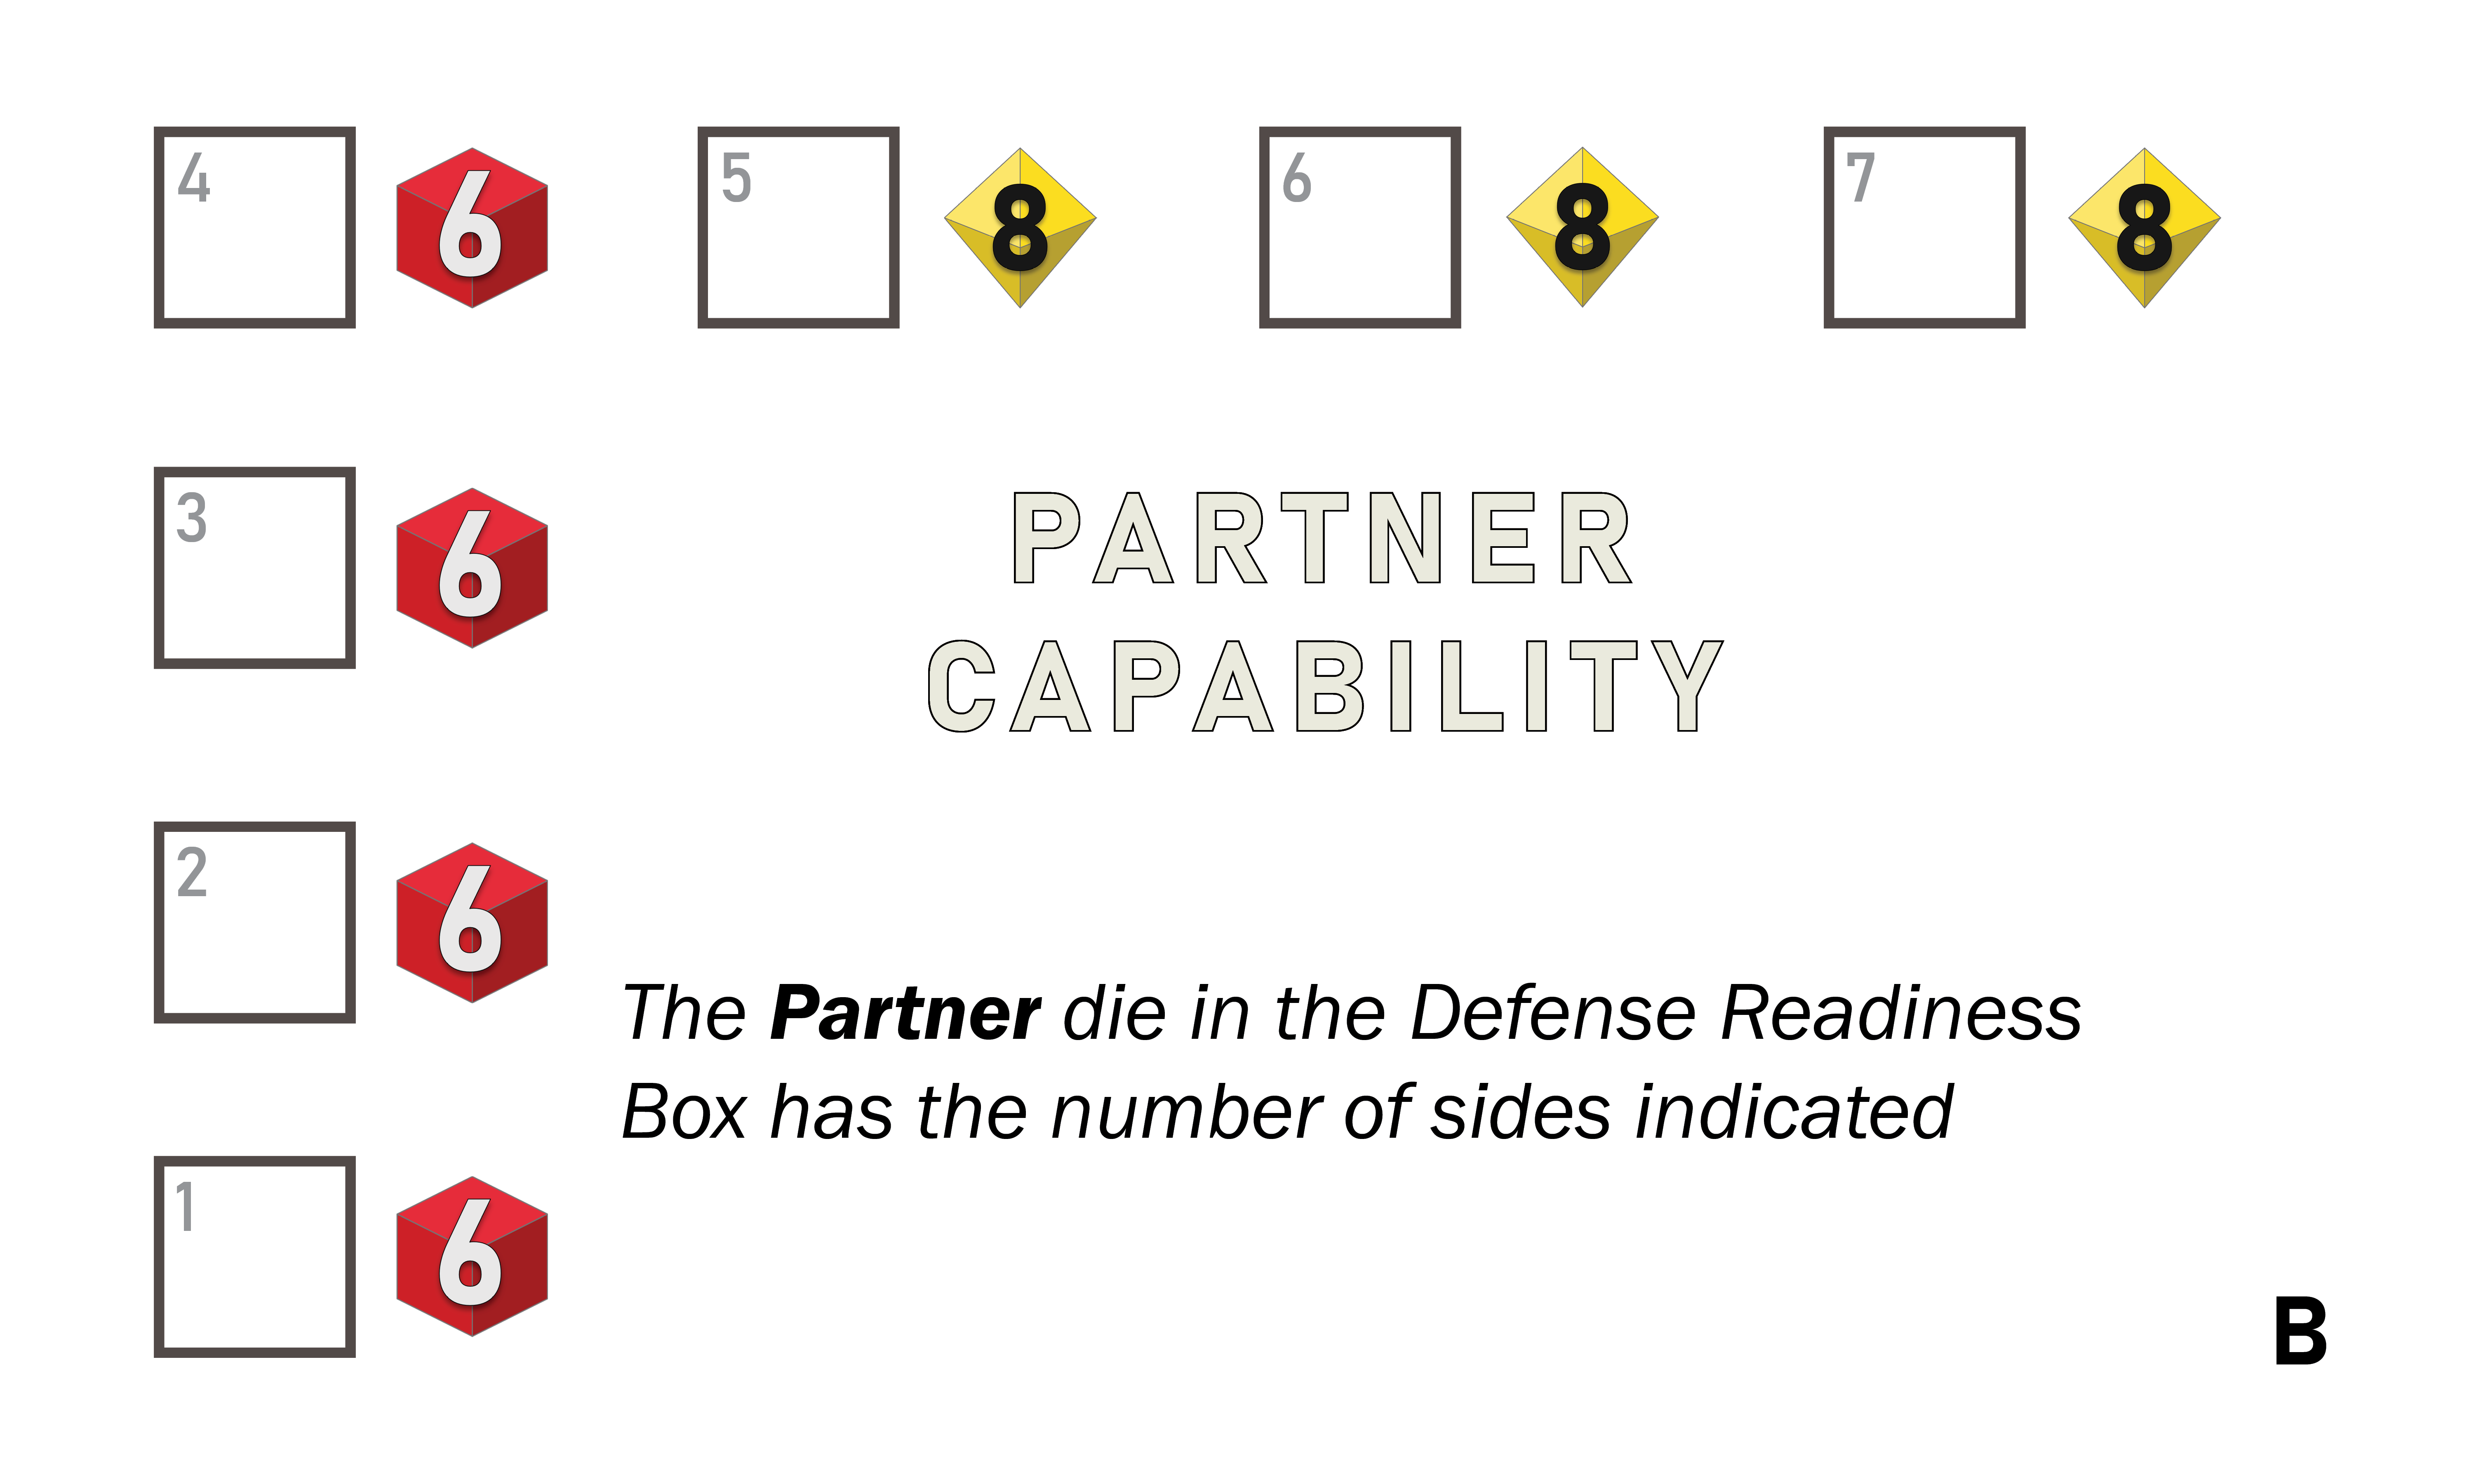 4 6 5 8 6 8 7 8
3 6
PARTNER
CAPABILITY
2 6
The Partner die in the Defense Readiness
Box has the number of sides indicated
1 6
B